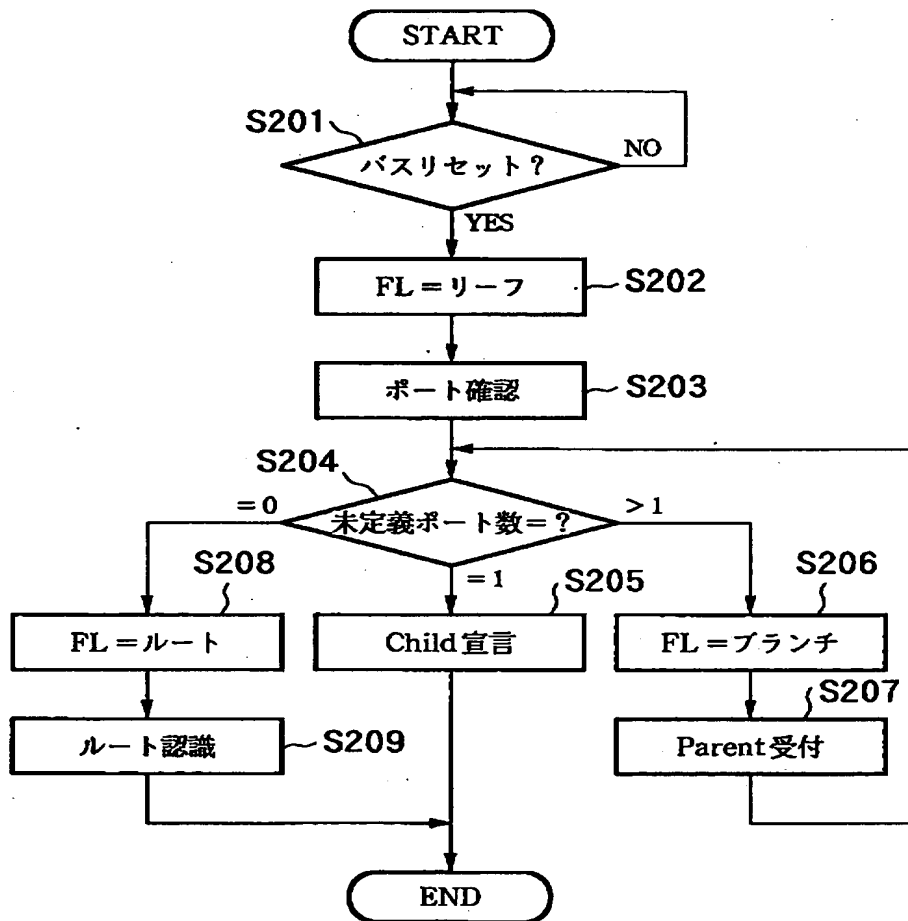 START
S201
バスリセット？
NO
YES
FL＝リーフ
S202
ポート確認
S203
S204
＝0
未定義ポート数＝？
＞1
＝1
S208
S205
S206
FL＝ルート
Child宣言
FL＝ブランチ
S207
ルート認識
S209
Parent受付
END